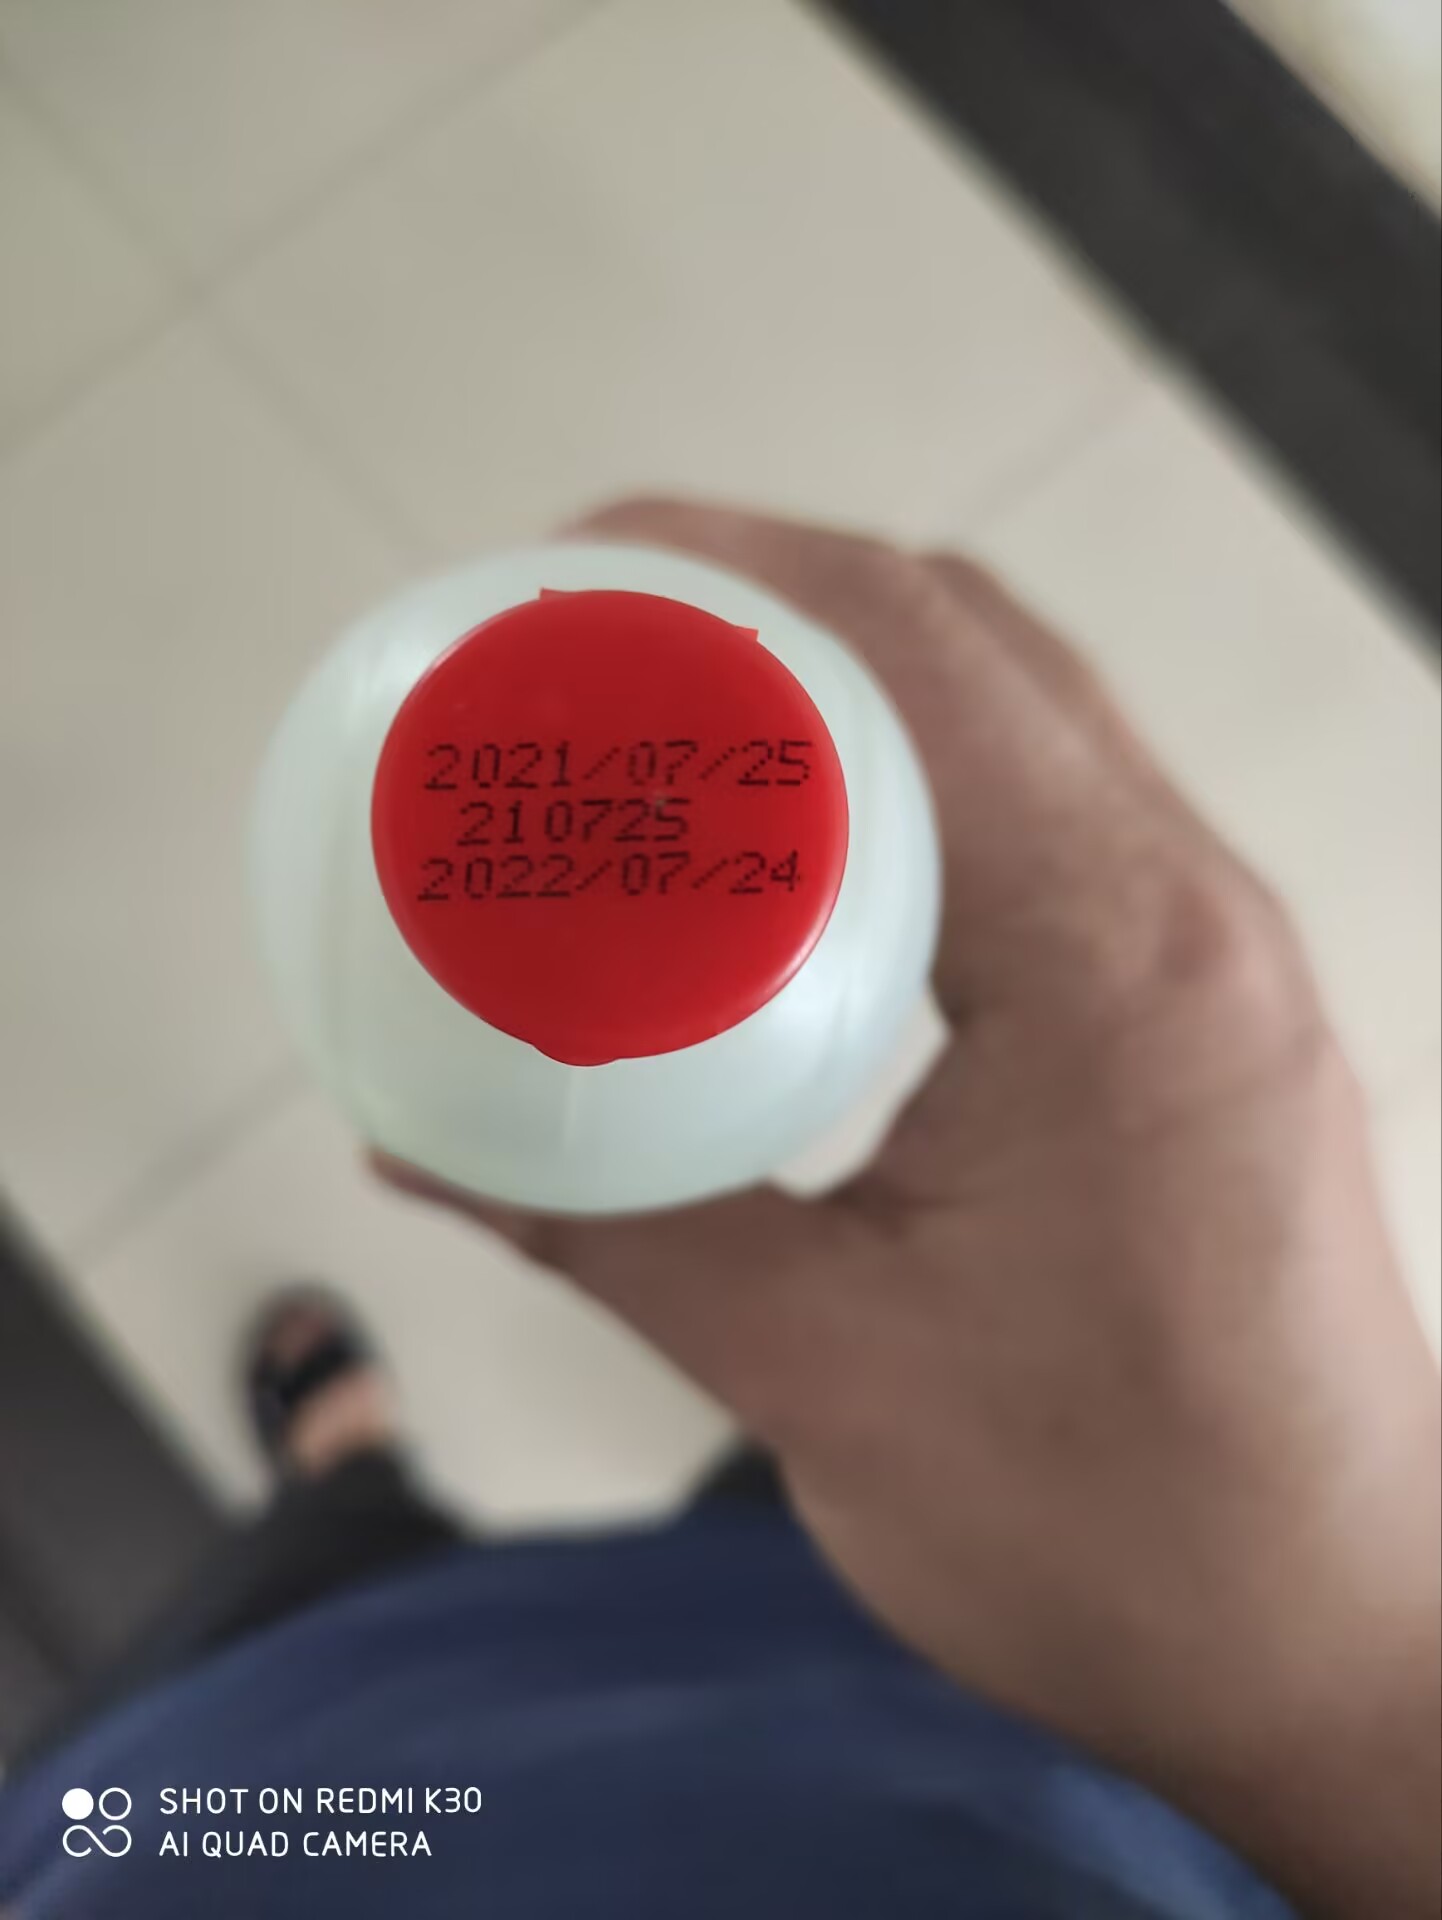 2021/07/25
210725
2022/07/24
SHOT ON REDMI K30
AI QUAD CAMERA